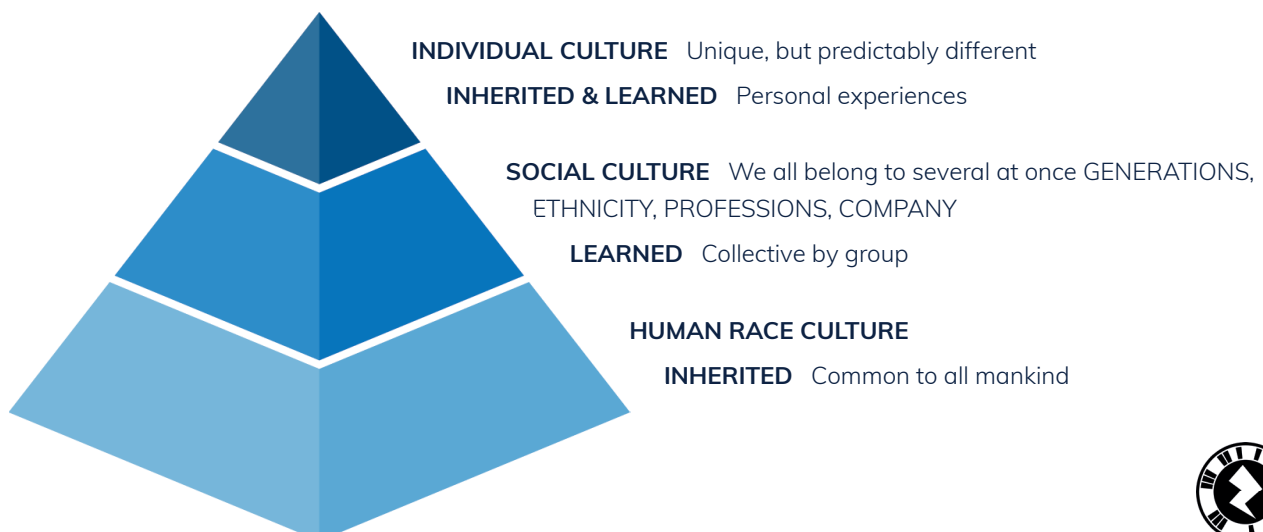 INDIVIDUAL CULTURE Unique, but predictably different
INHERITED & LEARNED Personal experiences
SOCIAL CULTURE We all belong to several at once GENERATIONS,
ETHNICITY, PROFESSIONS, COMPANY
LEARNED Collective by group
HUMAN RACE CULTURE
INHERITED Common to all mankind